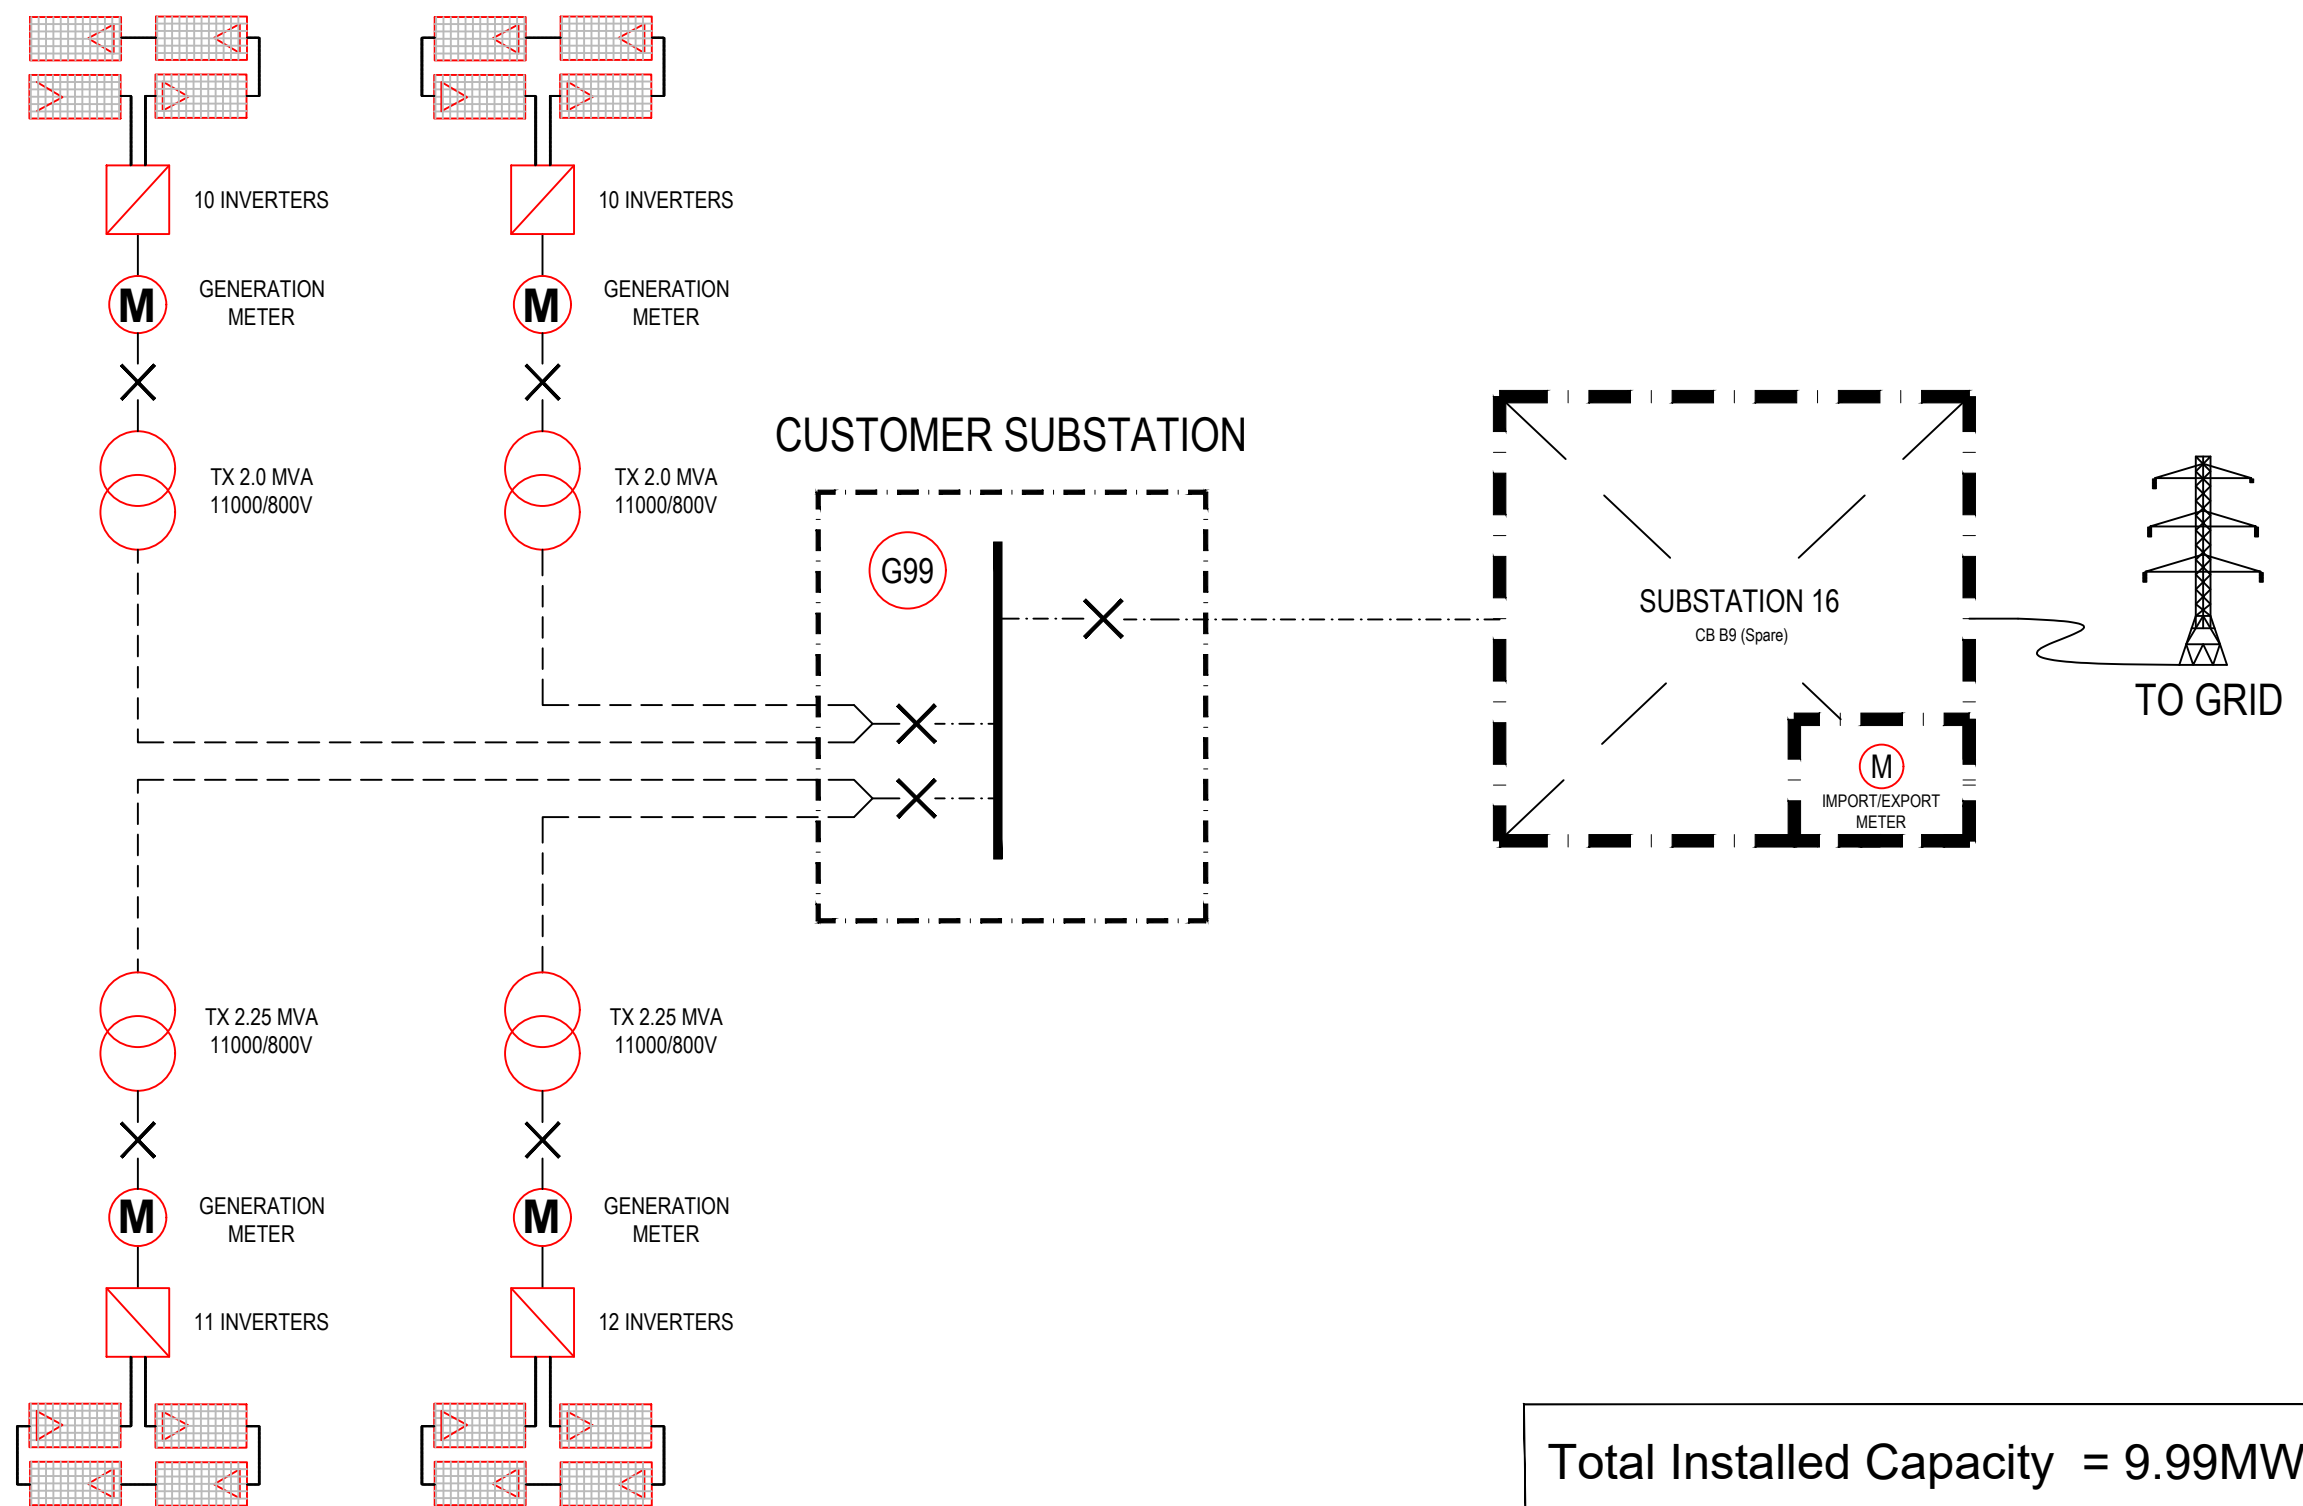 10 INVERTERS
10 INVERTERS
M
GENERATION
METER
M
GENERATION
METER
TX 2.0 MVA
11000/800V
TX 2.0 MVA
11000/800V
CUSTOMER SUBSTATION
G99
SUBSTATION 16
CB B9 (Spare)
TO GRID
M
IMPORT/EXPORT
METER
TX 2.25 MVA
11000/800V
TX 2.25 MVA
11000/800V
M
GENERATION
METER
M
GENERATION
METER
11 INVERTERS
12 INVERTERS
Total Installed Capacity = 9.99MW